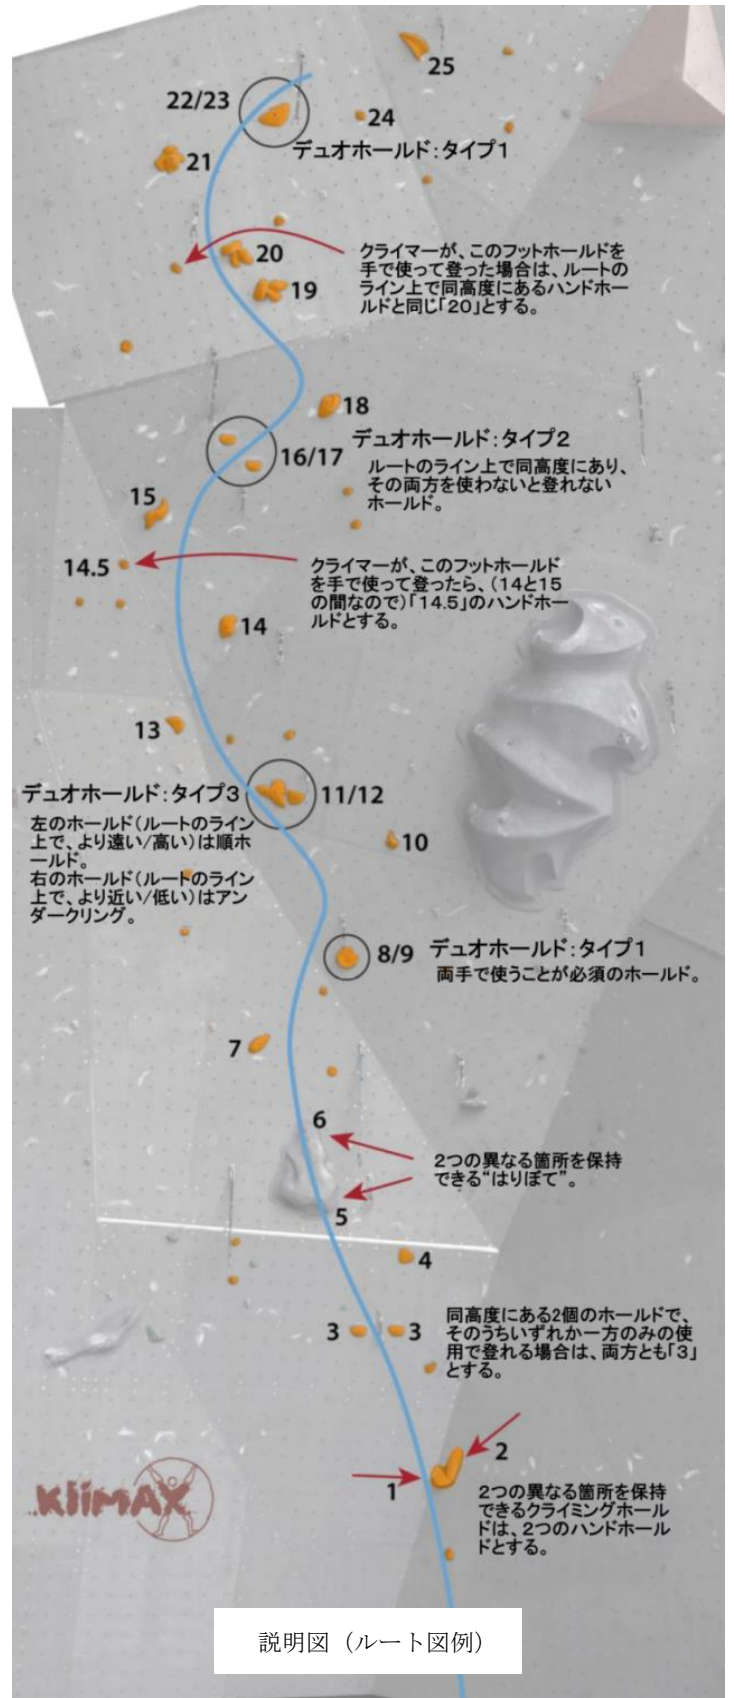 25
22/23
24
デュオホールド:タイプ1
21
クライマーが、このフットホールドを
手で使って登った場合は、ルートの
ライン上で同高度にあるハンドホー
ルドと同じ「20」とする。
20
19
18
デュオホールド:タイプ2
16/17
ルートのライン上で同高度にあり、
その両方を使わないと登れない
ホールド。
15
14.5
クライマーが、このフットホールド
を手で使って登ったら、(14と15
の間なので)「14.5」のハンドホー
ルドとする。
14
13
デュオホールド:タイプ3
11/12
左のホールド(ルートのライン
上で、より遠い/高い)は順ホ
ールド。
右のホールド(ルートのライン
上で、より近い/低い)はアン
ダークリング。
10
8/9
デュオホールド:タイプ1
両手で使うことが必須のホールド。
7
6
2つの異なる箇所を保持
できる“はりぼて”。
5
4
3
3
同高度にある2個のホールドで、
そのうちいずれか一方のみの使
用で登れる場合は、両方とも「3」
とする。
2
1
2つの異なる箇所を保持
できるクライミングホール
ドは、2つのハンドホール
ドとする。
KliMAX
説明図(ルート図例)